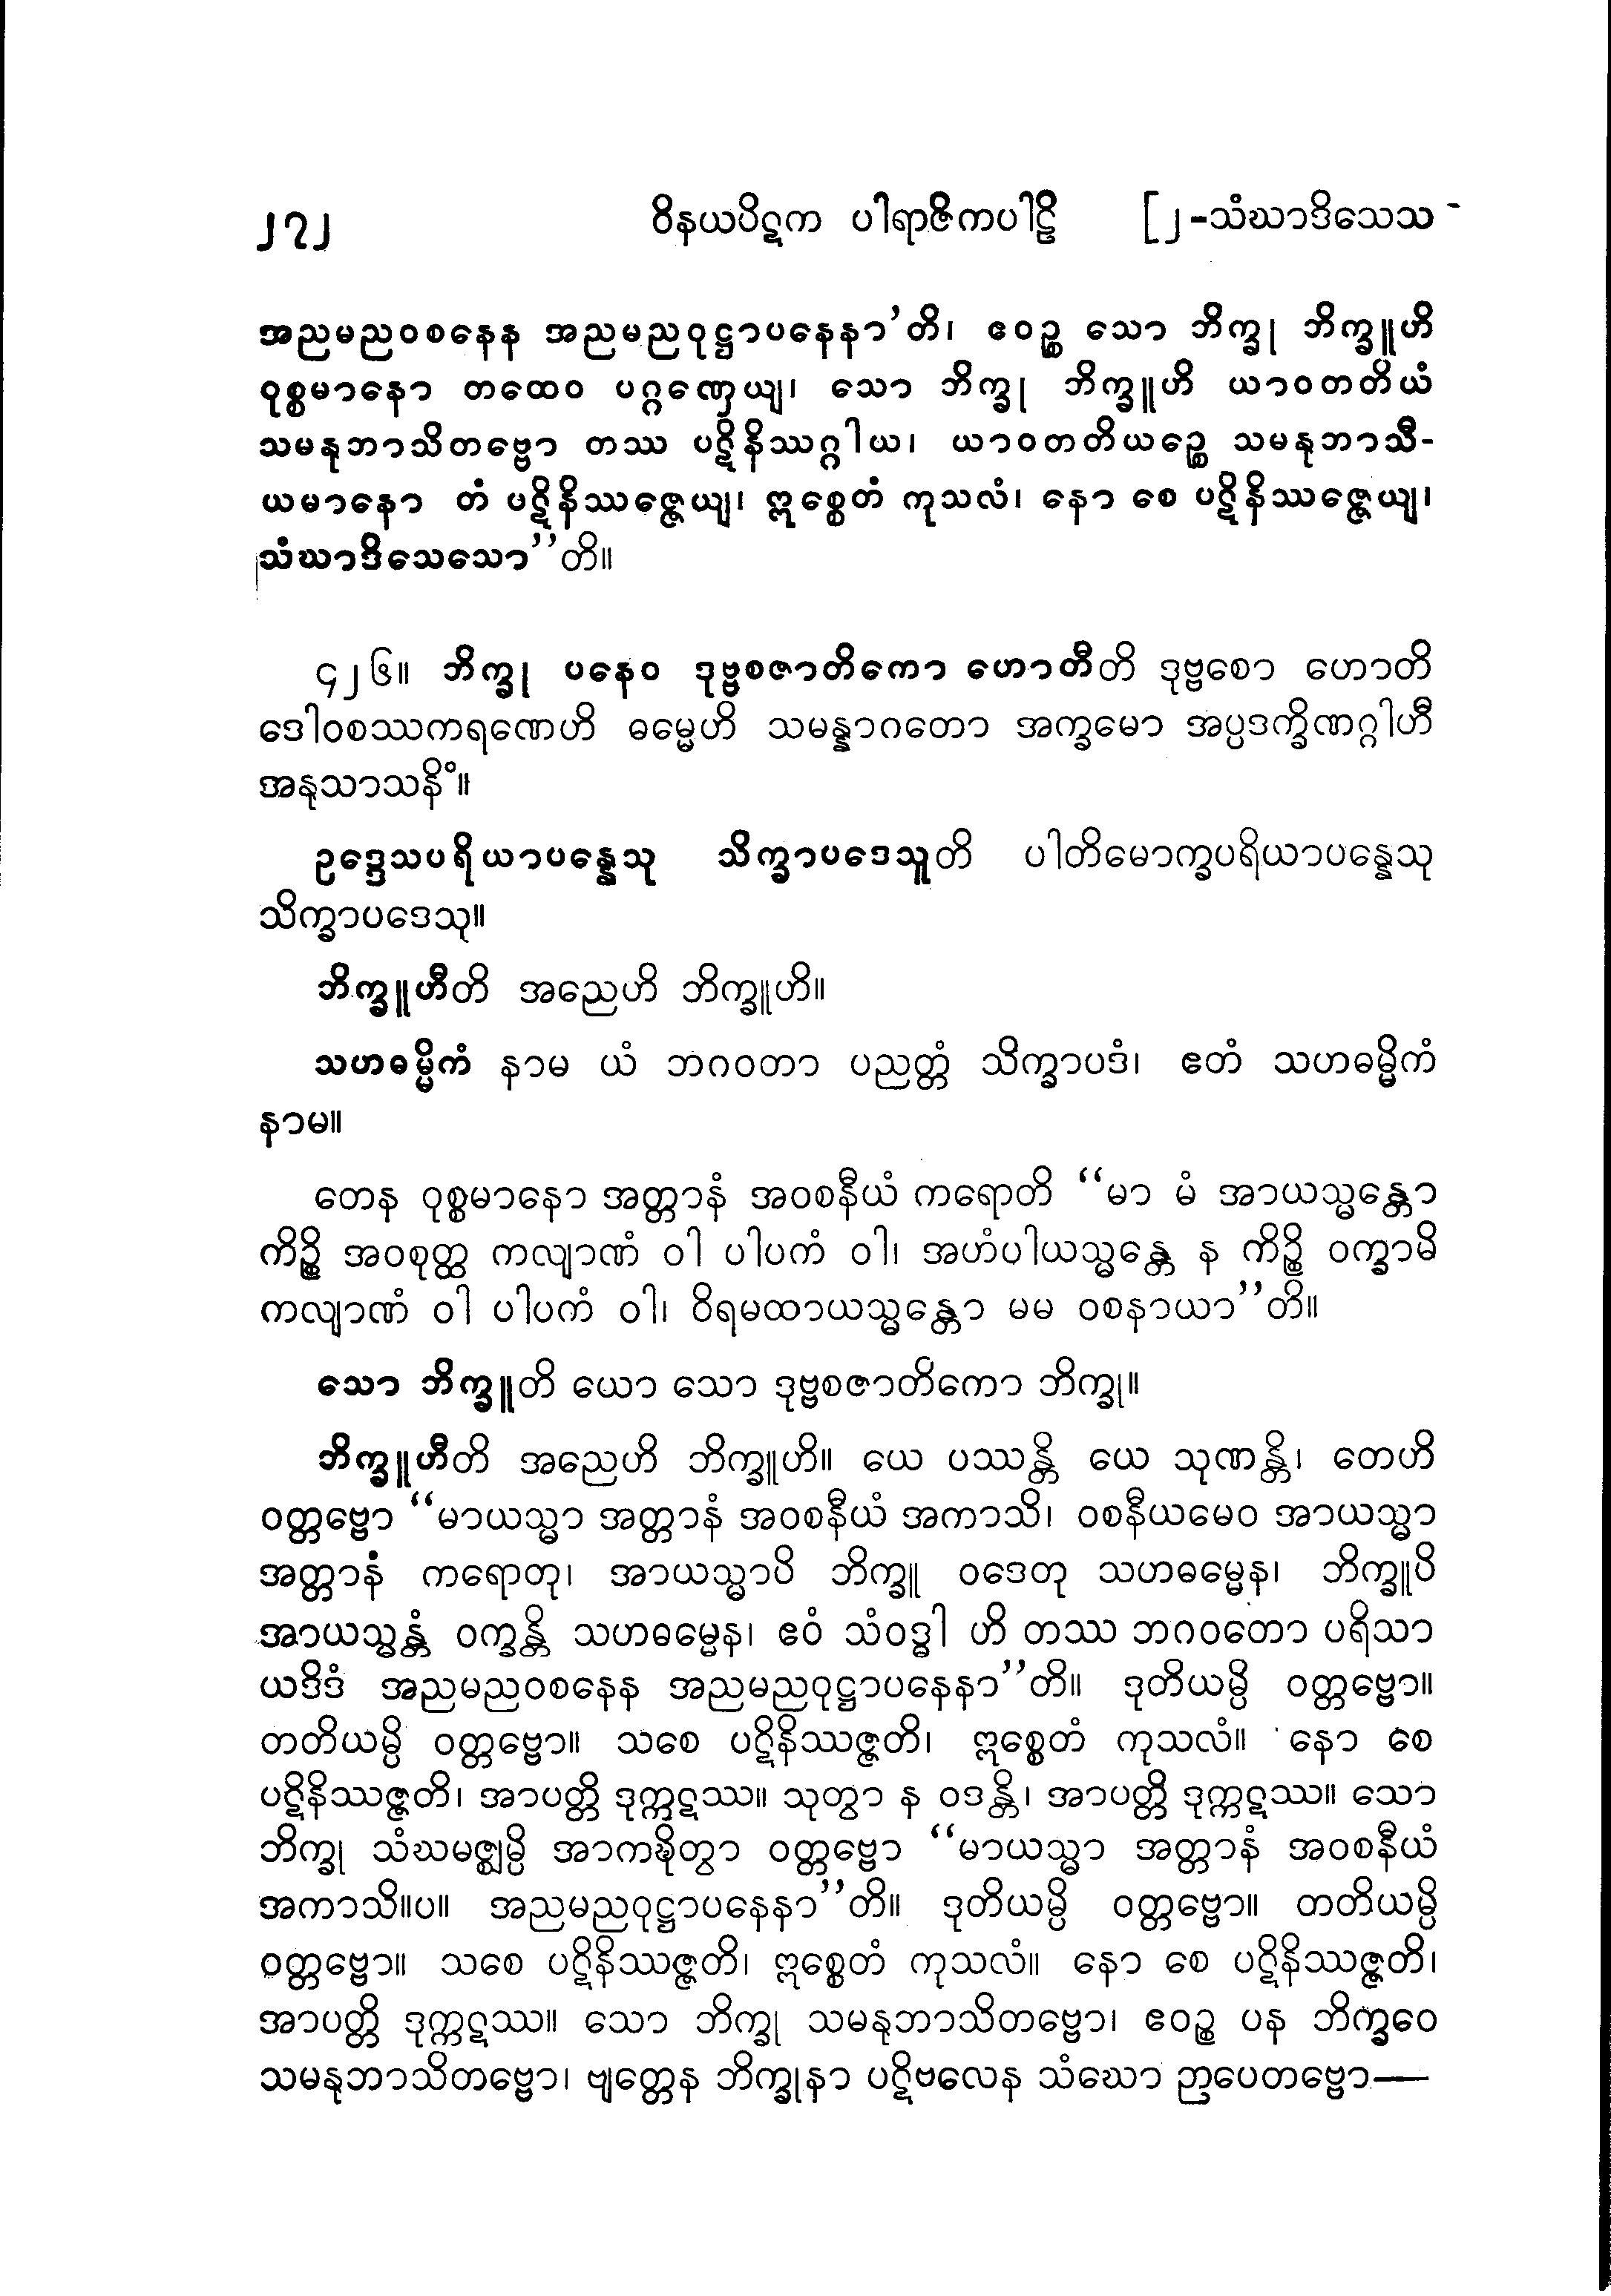 ၂၇၂ ဝိနယပိဋက ပါရာဇိကပါဠိ [၂-သံဃာဒိသေသ-
အညမညဝစနေန အညမညဝုဋ္ဌာပနေနာ’တိ၊ ဧဝဉ္စ သော ဘိက္ခု ဘိက္ခူဟိ
ဝုစ္စမာနော တထေဝ ပဂ္ဂဏှေယျ၊ သော ဘိက္ခု ဘိက္ခူဟိ ယာဝတတိယံ
သမနုဘာသိတဗ္ဗော တဿ ပဋိနိဿဂ္ဂါယ၊ ယာဝတတိယဉ္စေ သမနုဘာသီ-
ယမာနော တံ ပဋိနိဿဇ္ဇေယျ၊ ဣစ္စေတံ ကုသလံ၊ နော စေ ပဋိနိဿဇ္ဇေယျ၊
သံဃာဒိသေသော’’တိ။
၄၂၆။ ဘိက္ခု ပနေဝ ဒုဗ္ဗစဇာတိကော ဟောတီတိ ဒုဗ္ဗစော ဟောတိ
ဒေါဝစဿကရဏေဟိ ဓမ္မေဟိ သမန္နာဂတော အက္ခမော အပ္ပဒက္ခိဏဂ္ဂါဟီ
အနုသာသနိံ။
ဥဒ္ဒေသပရိယာပန္နေသု သိက္ခာပဒေသူတိ ပါတိမောက္ခပရိယာပန္နေသု
သိက္ခာပဒေသု။
ဘိက္ခူဟီတိ အညေဟိ ဘိက္ခူဟိ။
သဟဓမ္မိကံ နာမ ယံ ဘဂဝတာ ပညတ္တံ သိက္ခာပဒံ၊ ဧတံ သဟဓမ္မိကံ
နာမ။
တေန ဝုစ္စမာနော အတ္တာနံ အဝစနီယံ ကရောတိ ‘‘မာ မံ အာယသ္မန္တော
ကိဉ္စိ အဝစုတ္ထ ကလျာဏံ ဝါ ပါပကံ ဝါ၊ အဟံပါယသ္မန္တေ န ကိဉ္စိ ဝက္ခာမိ
ကလျာဏံ ဝါ ပါပကံ ဝါ၊ ဝိရမထာယသ္မန္တော မမ ဝစနာယာ’’တိ။
သော ဘိက္ခူတိ ယော သော ဒုဗ္ဗစဇာတိကော ဘိက္ခု။
ဘိက္ခူဟီတိ အညေဟိ ဘိက္ခူဟိ။ ယေ ပဿန္တိ ယေ သုဏန္တိ၊ တေဟိ
ဝတ္တဗ္ဗော ‘‘မာယသ္မာ အတ္တာနံ အဝစနီယံ အကာသိ၊ ဝစနီယမေဝ အာယသ္မာ
အတ္တာနံ ကရောတု၊ အာယသ္မာပိ ဘိက္ခူ ဝဒေတု သဟဓမ္မေန၊ ဘိက္ခူပိ
အာယသ္မန္တံ ဝက္ခန္တိ သဟဓမ္မေန၊ ဧဝံ သံဝဒ္ဓါ ဟိ တဿ ဘဂဝတော ပရိသာ
ယဒိဒံ အညမညဝစနေန အညမညဝုဋ္ဌာပနေနာ’’တိ။ ဒုတိယမ္ပိ ဝတ္တဗ္ဗော။
တတိယမ္ပိ ဝတ္တဗ္ဗော။ သစေ ပဋိနိဿဇ္ဇတိ၊ ဣစ္စေတံ ကုသလံ။ နော စေ
ပဋိနိဿဇ္ဇတိ၊ အာပတ္တိ ဒုက္ကဋဿ။ သုတွာ န ဝဒန္တိ၊ အာပတ္တိ ဒုက္ကဋဿ။ သော
ဘိက္ခု သံဃမဇ္ဈမ္ပိ အာကဍ္ဎိတွာ ဝတ္တဗ္ဗော ‘‘မာယသ္မာ အတ္တာနံ အဝစနီယံ
အကာသိ။ပ။ အညမညဝုဋ္ဌာပနေနာ’’တိ။ ဒုတိယမ္ပိ ဝတ္တဗ္ဗော။ တတိယမ္ပိ
ဝတ္တဗ္ဗော။ သစေ ပဋိနိဿဇ္ဇတိ၊ ဣစ္စေတံ ကုသလံ။ နော စေ ပဋိနိဿဇ္ဇတိ၊
အာပတ္တိ ဒုက္ကဋဿ။ သော ဘိက္ခု သမနုဘာသိတဗ္ဗော၊ ဧဝဉ္စ ပန ဘိက္ခဝေ
သမနုဘာသိတဗ္ဗော၊ ဗျတ္တေန ဘိက္ခုနာ ပဋိဗလေန သံဃော ဉာပေတဗ္ဗော—